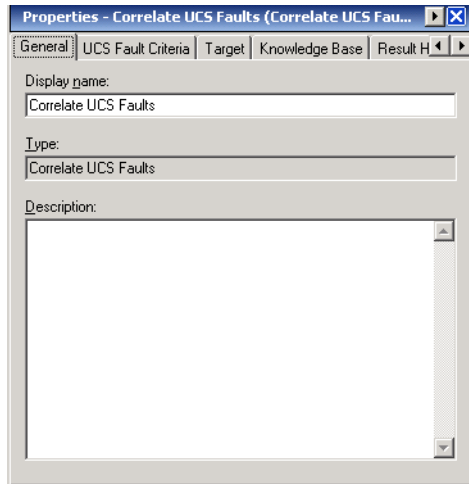 Properties - Correlate UCS Faults (Correlate UCS Fau...
General UCS Fault Criteria Target Knowledge Base Result H
Display name:
Correlate UCS Faults
Type:
Correlate UCS Faults
Description: